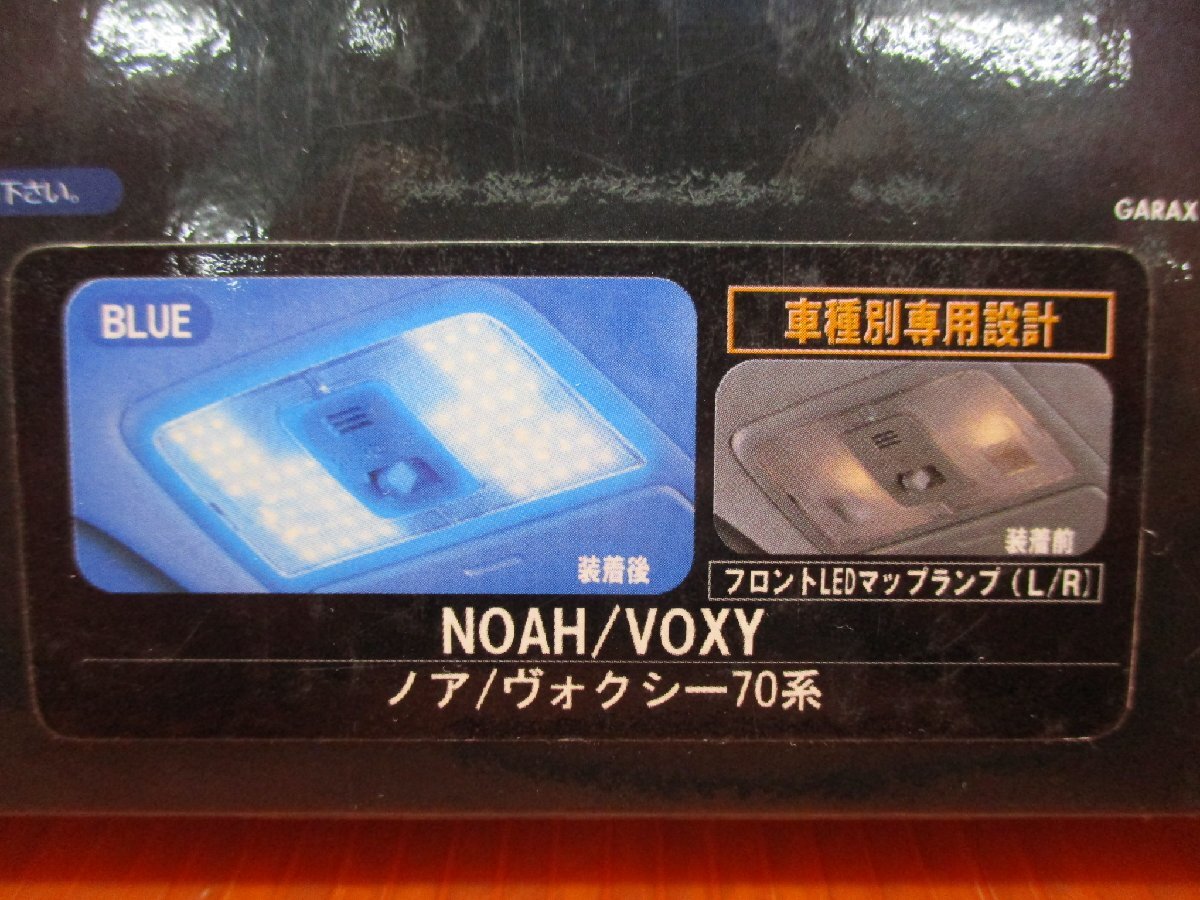 下さい。
GARAX
BLUE
車種別専用設計
装着後
装着前
フロントLEDマップランプ(L/R)
NOAH/VOXY
ノア/ヴォクシー70系